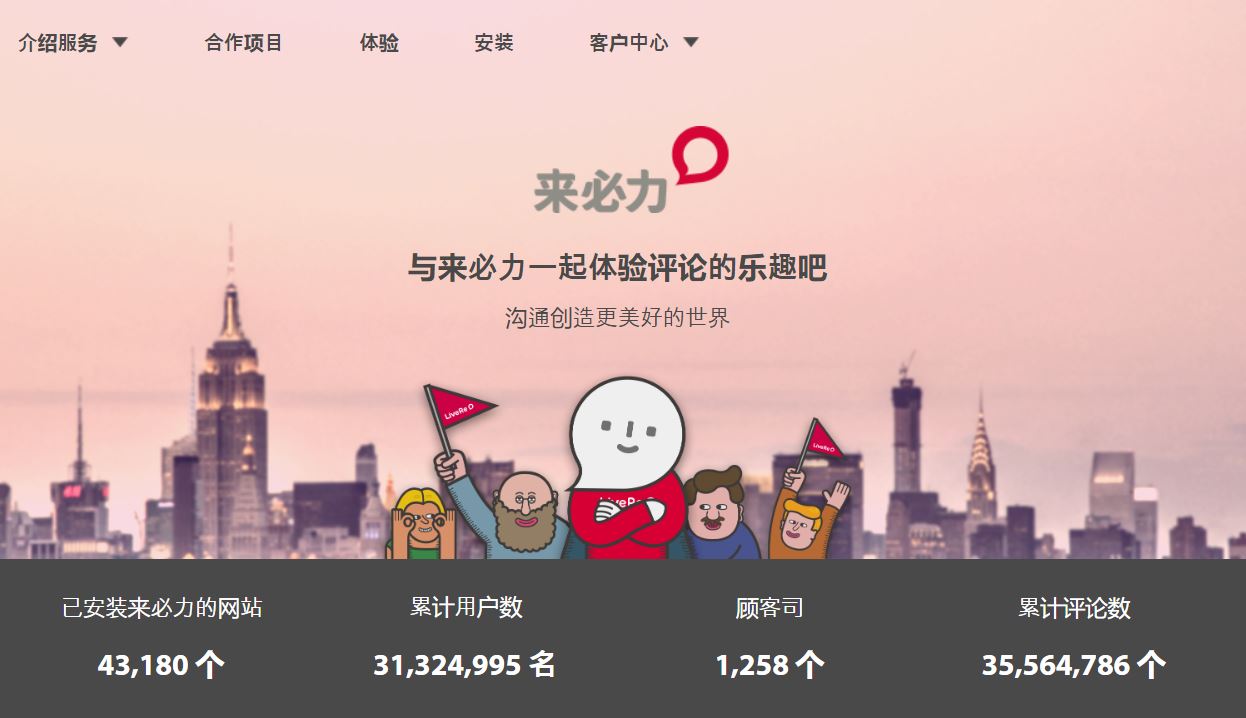 介绍服务 合作项目 体验 安装 客户中心
来必力
与来必力一起体验评论的乐趣吧
沟通创造更美好的世界
LiveRe
LiveRe
LiveRe
已安装来必力的网站 累计用户数 顾客司 累计评论数
43,180 个 31,324,995 名 1,258 个 35,564,786 个